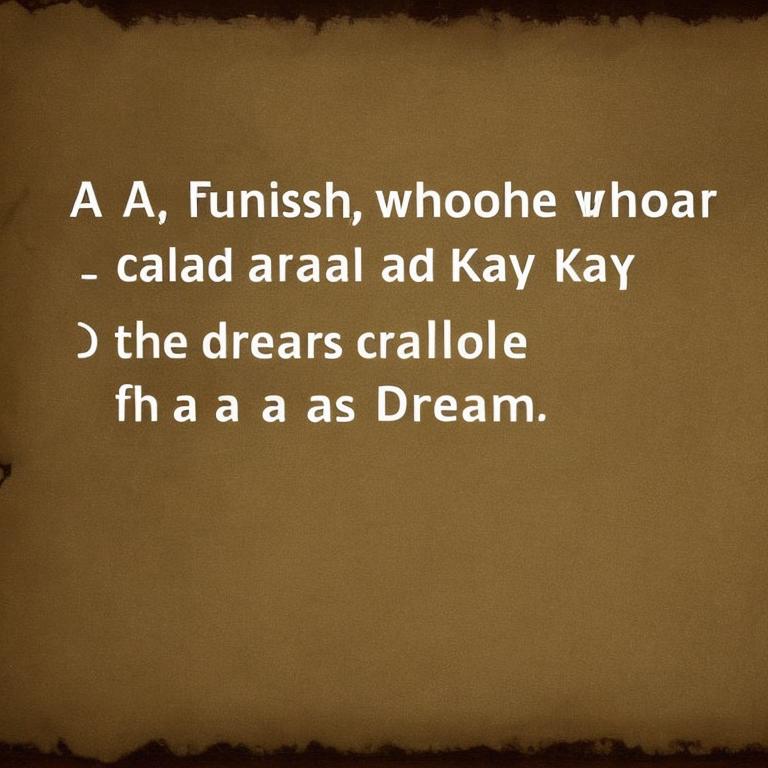 A A, Funissh, whoohe whoar
- calad araal ad Kay Kay
the drears crallole
fh a a a as Dream.